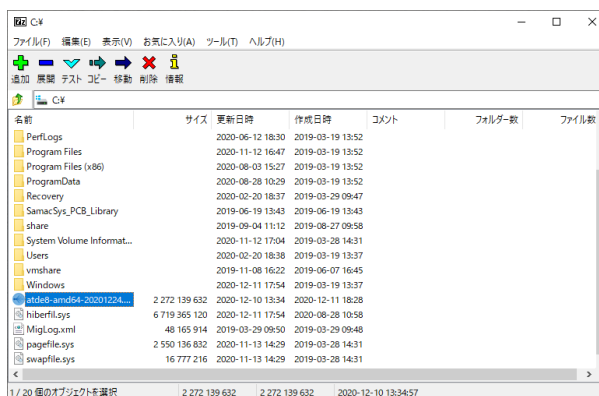 C:¥
ファイル(F) 編集(E) 表示(V) お気に入り(A) ツール(T) ヘルプ(H)
追加 展開 テスト コピー 移動 削除 情報
C:¥
名前 サイズ 更新日時 作成日時 コメント フォルダー数 ファイル数
PerfLogs 2020-06-12 18:30 2019-03-19 13:52
Program Files 2020-11-12 16:47 2019-03-19 13:52
Program Files (x86) 2020-08-03 15:27 2019-03-19 13:52
ProgramData 2020-08-28 10:29 2019-03-19 13:52
Recovery 2020-02-20 18:37 2019-03-29 09:47
SamacSys_PCB_Library 2019-06-19 13:43 2019-06-19 13:43
share 2019-09-04 11:12 2019-08-27 09:58
System Volume Informat... 2020-11-12 17:04 2019-03-28 14:31
Users 2020-02-20 18:38 2019-03-19 13:37
vmshare 2019-11-08 16:22 2019-06-07 16:45
Windows 2020-12-11 17:54 2019-03-19 13:37
atde8-amd64-20201224.... 2 272 139 632 2020-12-10 13:34 2020-12-11 18:28
hiberfil.sys 6 719 365 120 2020-12-11 17:54 2020-08-28 10:58
MigLog.xml 48 165 914 2019-03-29 09:50 2019-03-29 09:48
pagefile.sys 2 550 136 832 2020-11-13 14:29 2019-03-28 14:31
swapfile.sys 16 777 216 2020-11-13 14:29 2019-03-28 14:31
1 / 20 個のオブジェクトを選択 2 272 139 632 2 272 139 632 2020-12-10 13:34:57